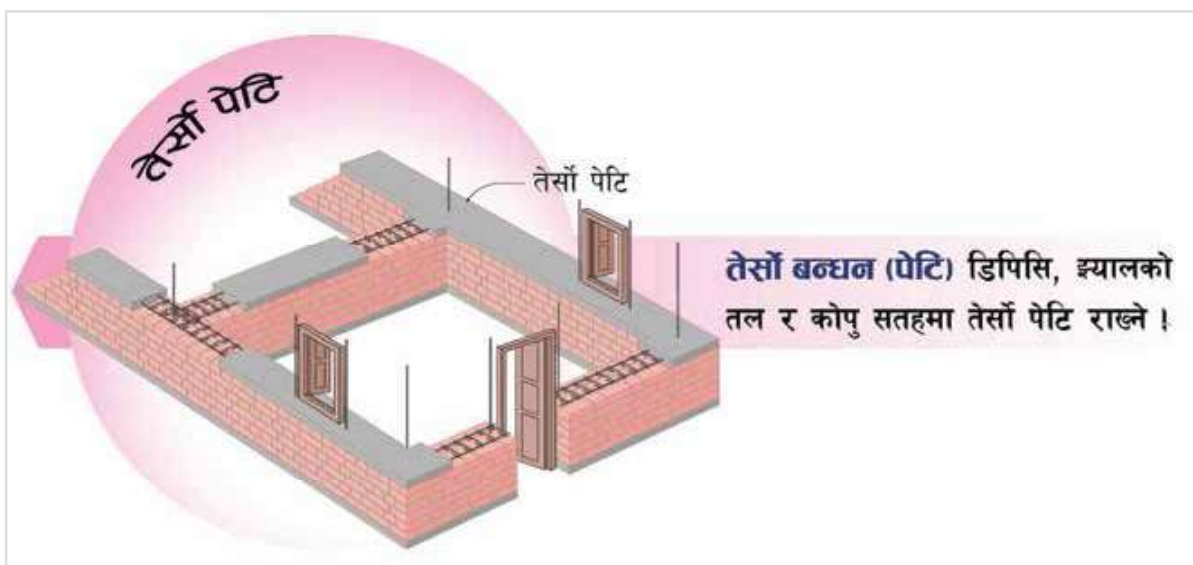 तेर्सो पेटि
तेर्सो पेटि
तेर्सो बन्धन (पेटि) डिपिसि, झ्यालको
तल र कोपु सतहमा तेर्सो पेटि राख्ने !